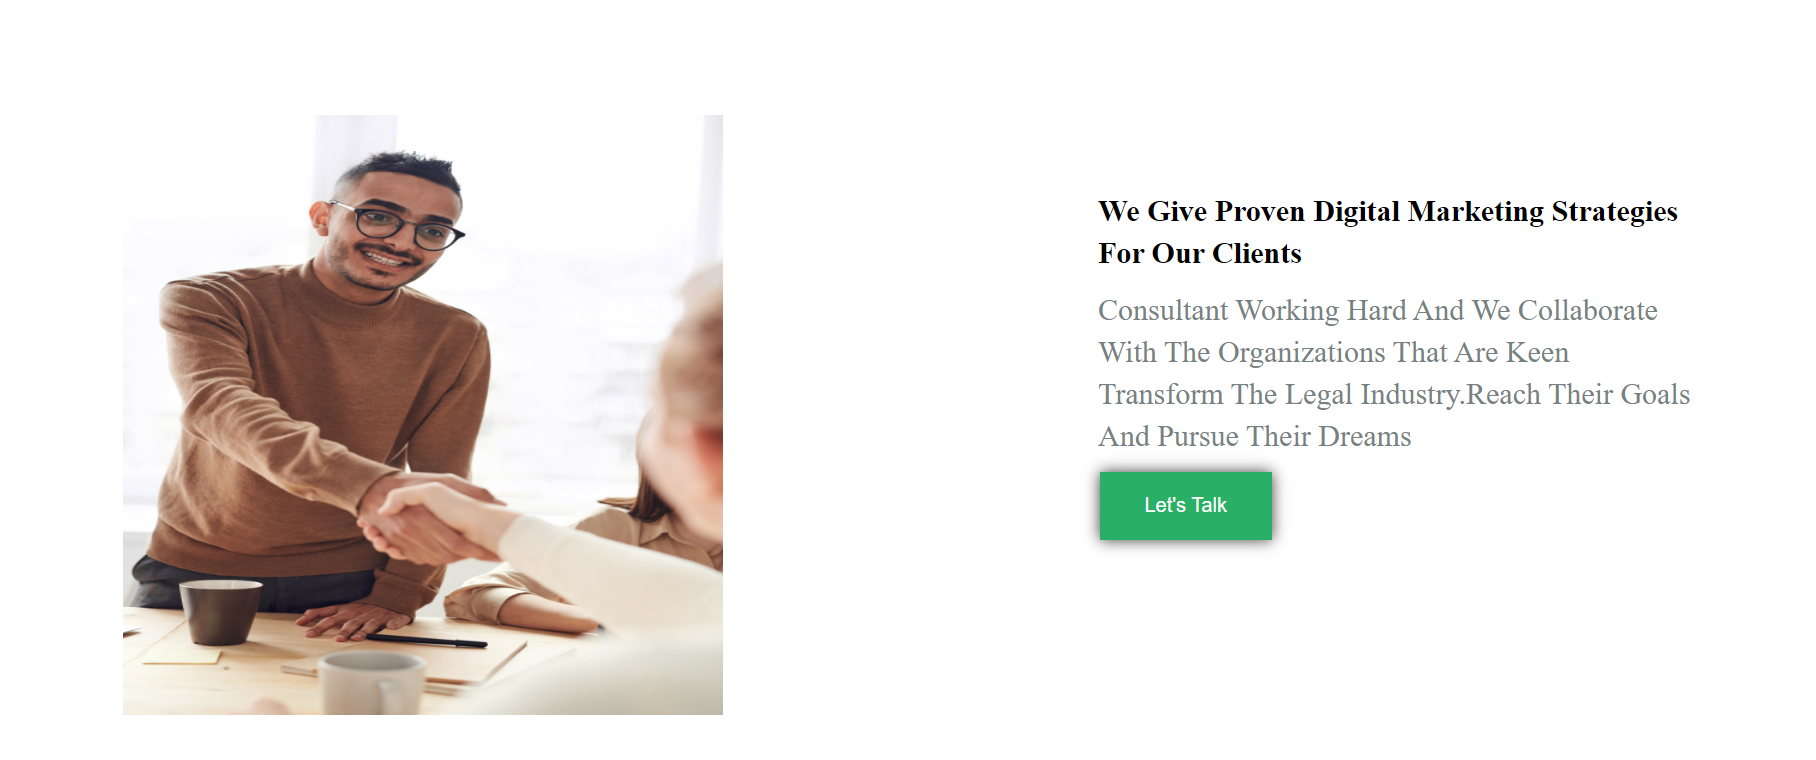 We Give Proven Digital Marketing Strategies
For Our Clients
Consultant Working Hard And We Collaborate
With The Organizations That Are Keen
Transform The Legal Industry.Reach Their Goals
And Pursue Their Dreams
Let's Talk